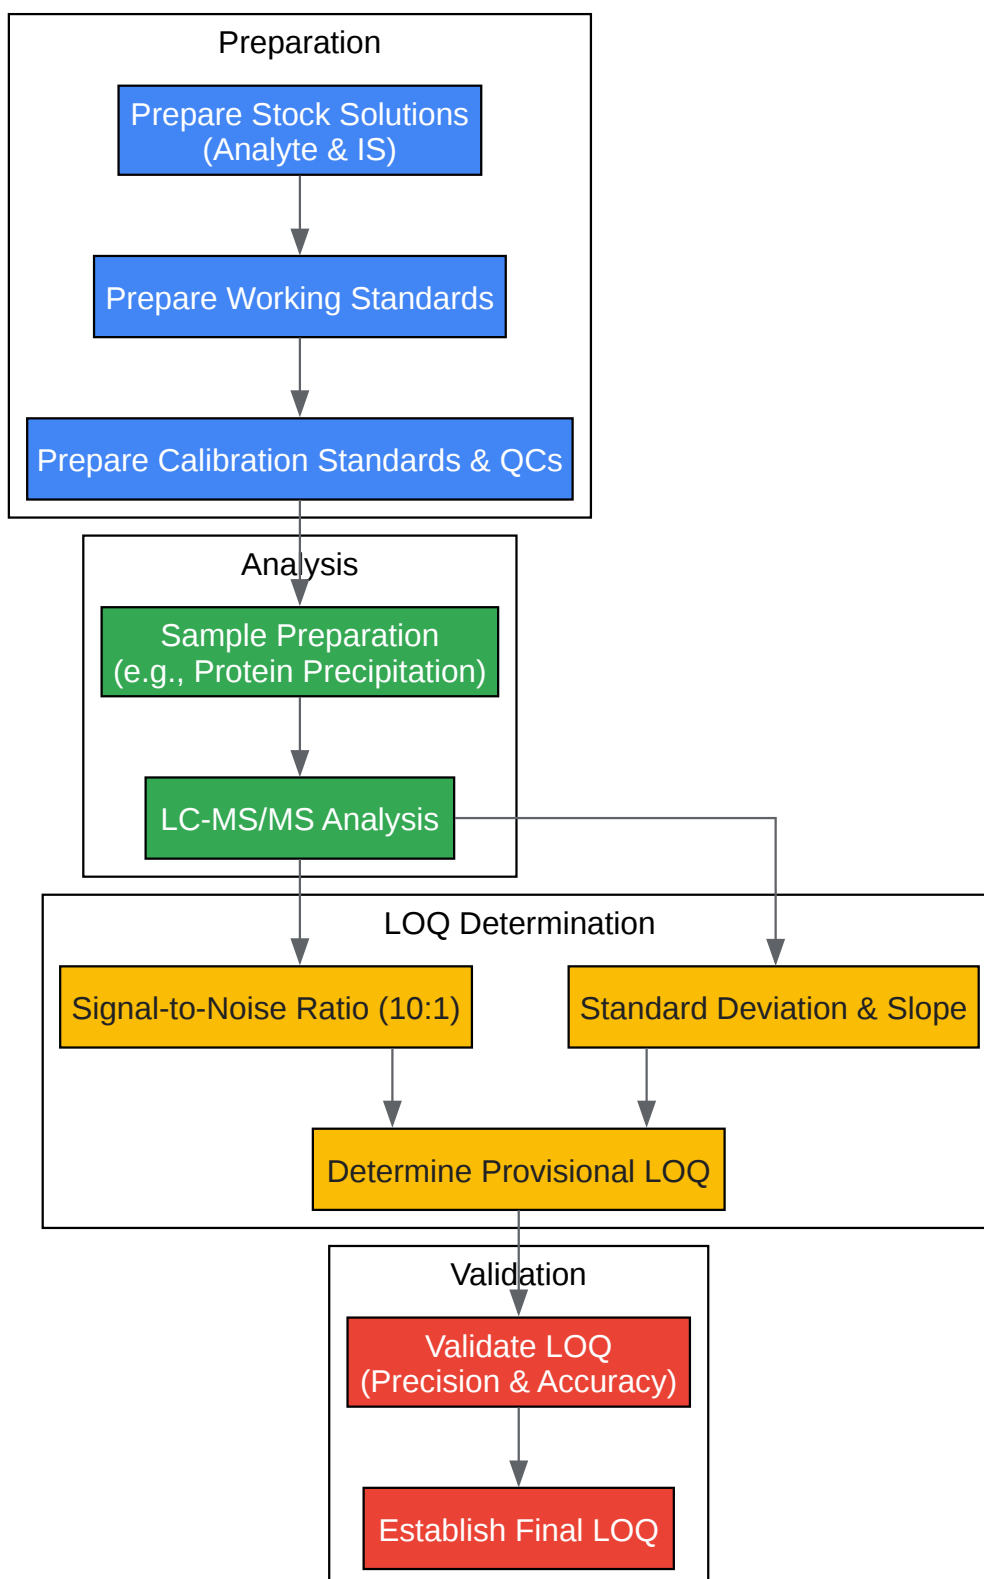 Preparation
Prepare Stock Solutions
(Analyte & IS)
Prepare Working Standards
Prepare Calibration Standards & QCs
Analysis
Sample Preparation
(e.g., Protein Precipitation)
LC-MS/MS Analysis
LOQ Determination
Signal-to-Noise Ratio (10:1)
Standard Deviation & Slope
Determine Provisional LOQ
Validation
Validate LOQ
(Precision & Accuracy)
Establish Final LOQ